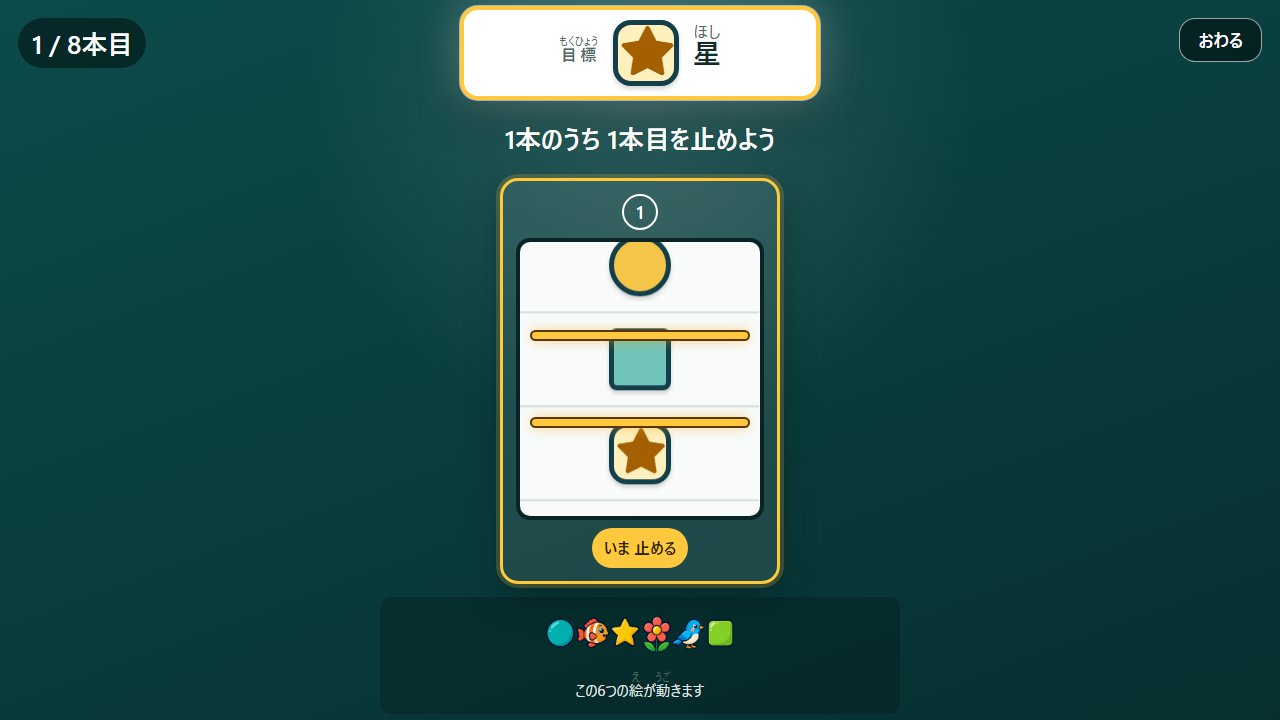 1 / 8本目
もくひょう
目標
ほし
星
おわる
1本のうち 1本目を止めよう
1
いま 止める
え うご
この6つの絵が動きます